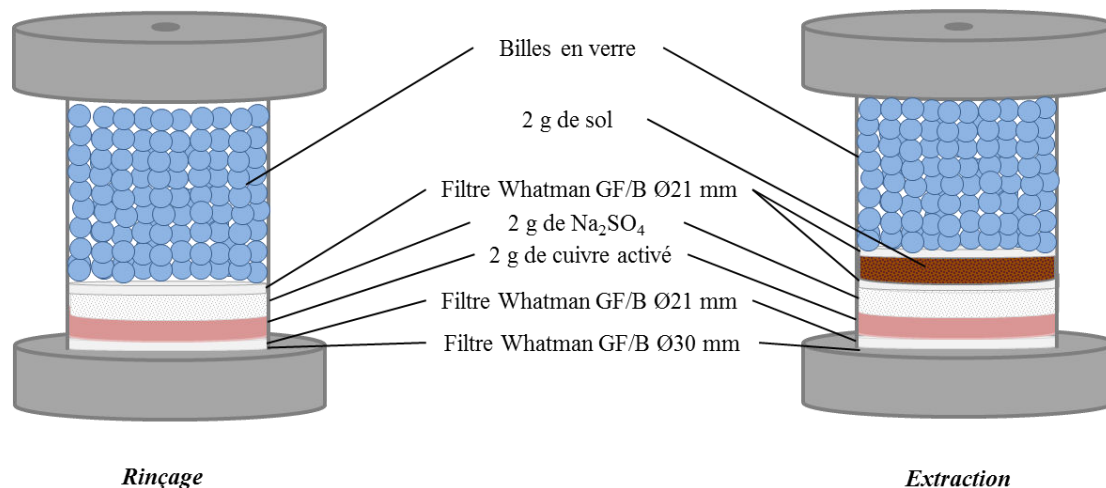 Billes en verre
2 g de sol
Filtre Whatman GF/B Ø21 mm
2 g de Na₂SO₄
2 g de cuivre activé
Filtre Whatman GF/B Ø21 mm
Filtre Whatman GF/B Ø30 mm
Rinçage
Extraction